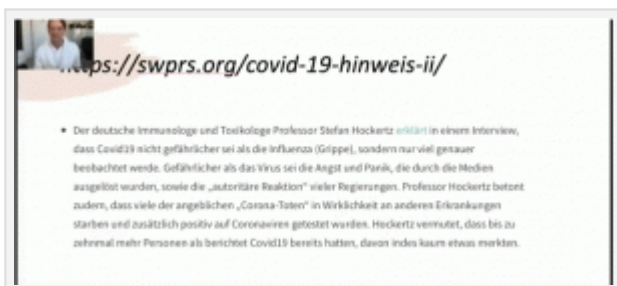 ps://swprs.org/covid-19-hinweis-ii/
• Der deutsche Immunologe und Toxikologe Professor Stefan Hockertz erklärt in einem Interview,
dass Covid19 nicht gefährlicher sei als die Influenza (Grippe), sondern nur viel genauer
beobachtet werde. Gefährlicher als das Virus sei die Angst und Panik, die durch die Medien
ausgelöst wurden, sowie die „autoritäre Reaktion" vieler Regierungen. Professor Hockertz betont
zudem, dass viele der angeblichen „Corona-Toten" in Wirklichkeit an anderen Erkrankungen
starben und zusätzlich positiv auf Coronaviren getestet wurden. Hockertz vermutet, dass bis zu
zehnmal mehr Personen als berichtet Covid19 bereits hatten, davon indes kaum etwas merkten.